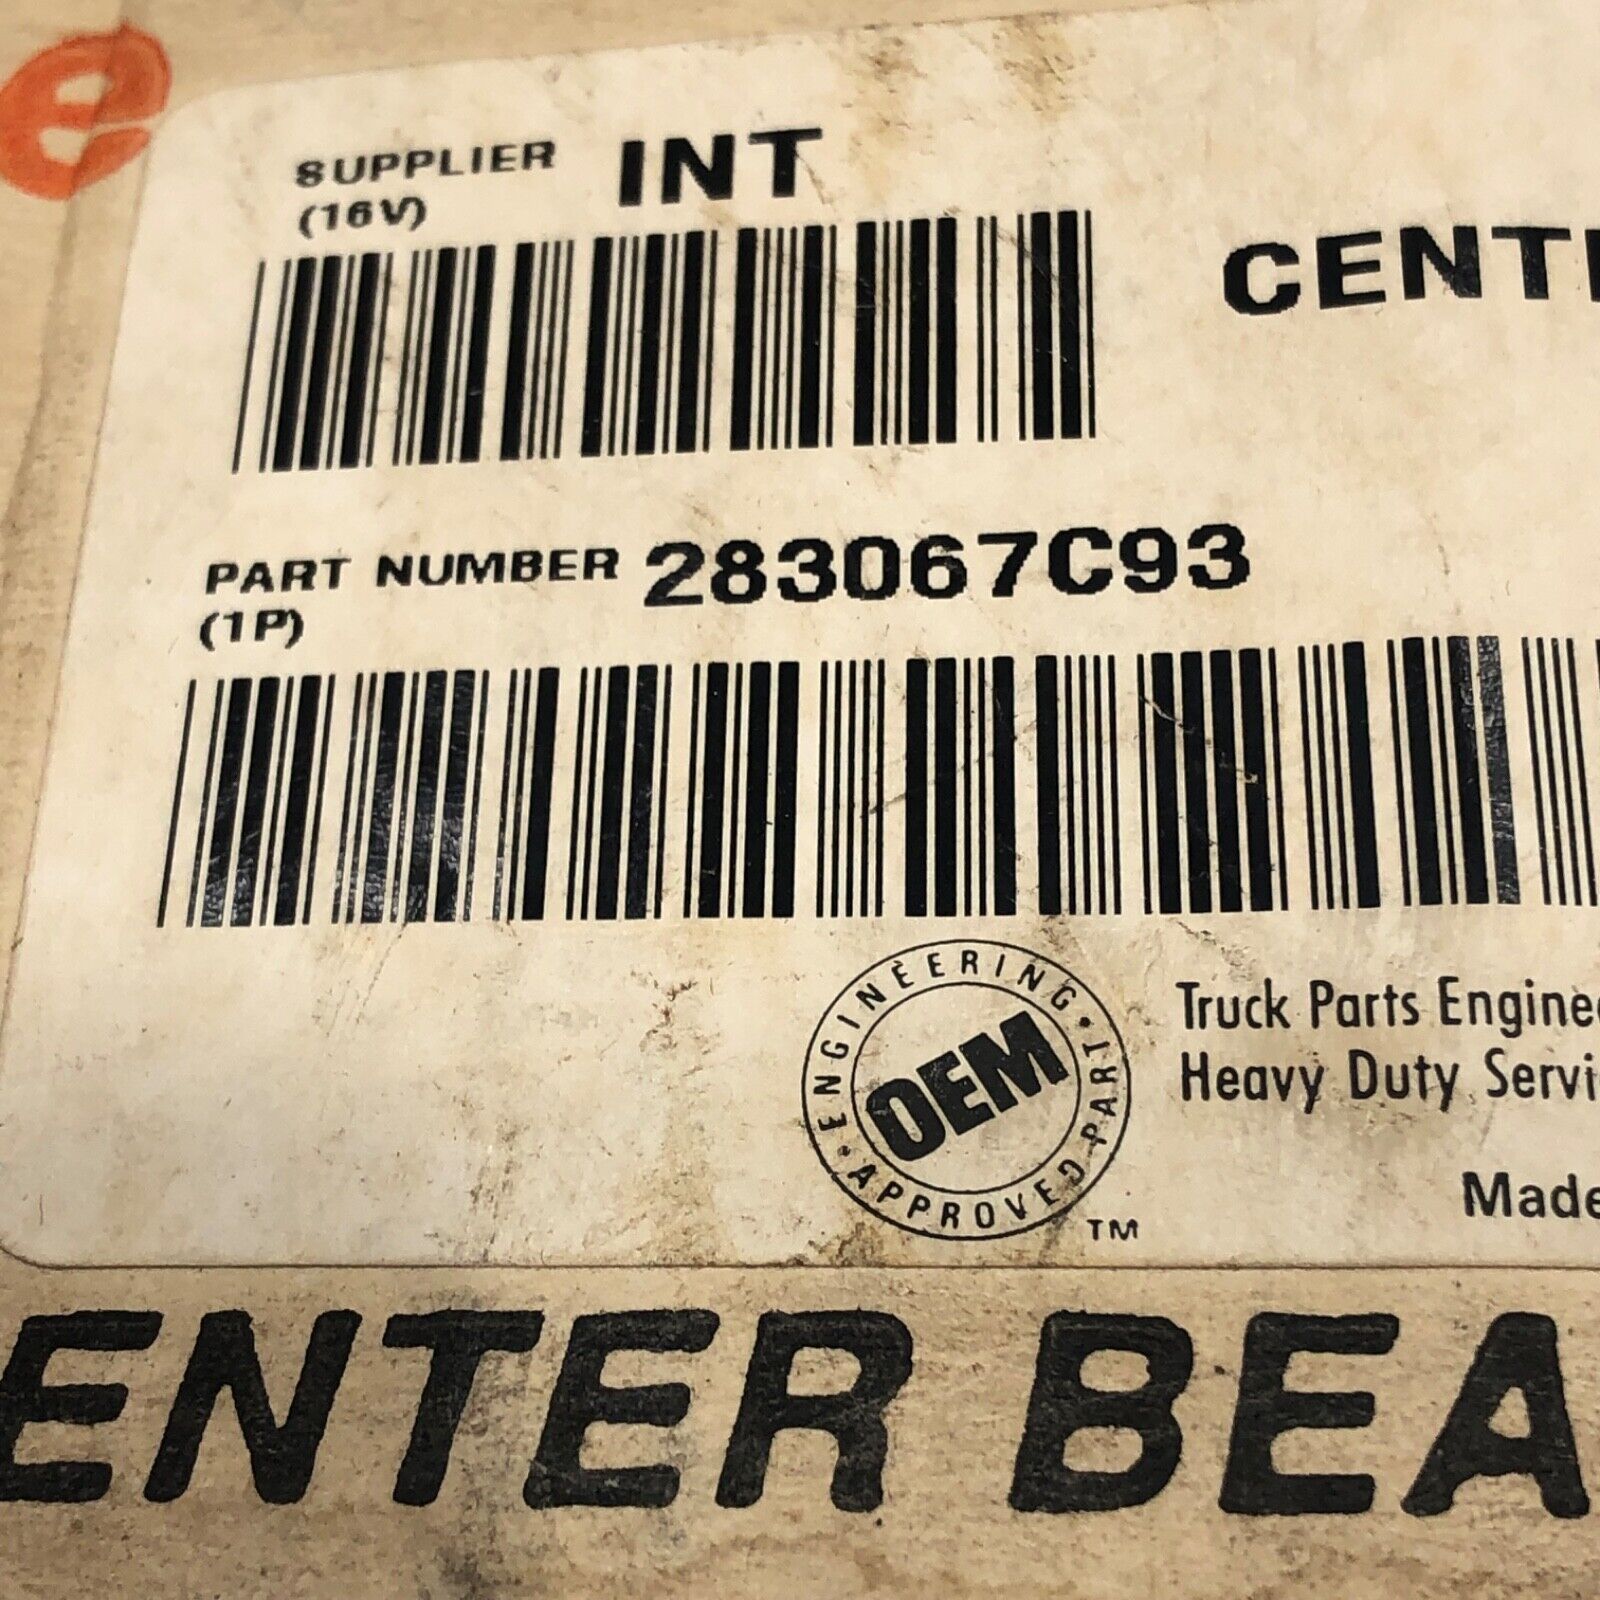 e
SUPPLIER INT
(16V)
CENT
PART NUMBER 283067C93
(1P)
ENGINEERING · APPROVED PART ·
OEM
TM
Truck Parts Enginee
Heavy Duty Servi
Made
ENTER BEA